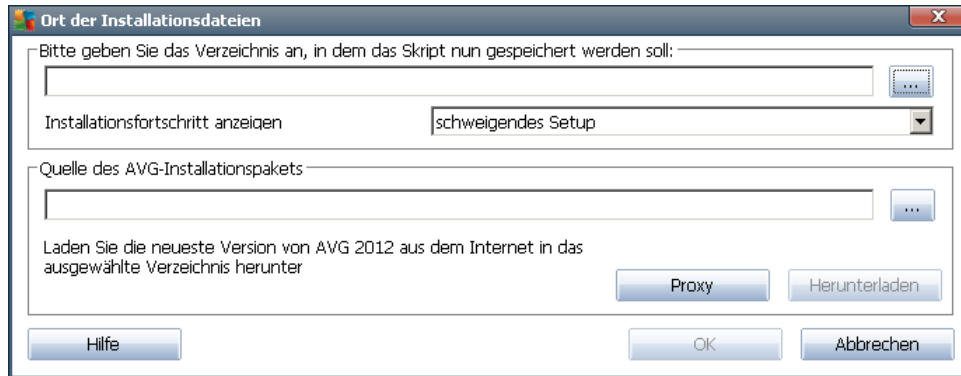 Ort der Installationsdateien
Bitte geben Sie das Verzeichnis an, in dem das Skript nun gespeichert werden soll:
...
Installationsfortschritt anzeigen
schweigendes Setup
Quelle des AVG-Installationspakets
...
Laden Sie die neueste Version von AVG 2012 aus dem Internet in das
ausgewählte Verzeichnis herunter
Proxy
Herunterladen
Hilfe
OK
Abbrechen